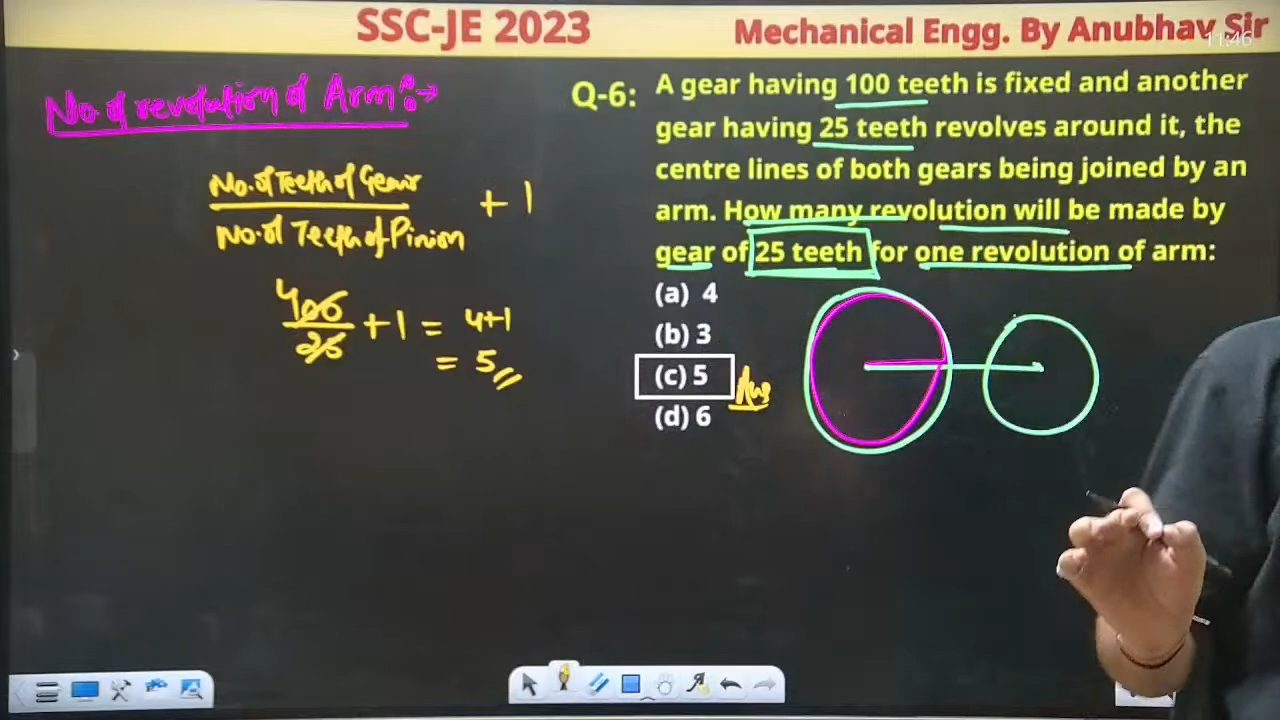 SSC-JE 2023
Mechanical Engg. By Anubhav Sir
11:46
No. of revolution of Arm:→
No. of Teeth of Gear
No. of Teeth of Pinion
+ 1
100 4
25
+ 1 = 4+1
= 5
Q-6: A gear having 100 teeth is fixed and another
gear having 25 teeth revolves around it, the
centre lines of both gears being joined by an
arm. How many revolution will be made by
gear of 25 teeth for one revolution of arm:
(a) 4
(b) 3
(c) 5 Ans
(d) 6